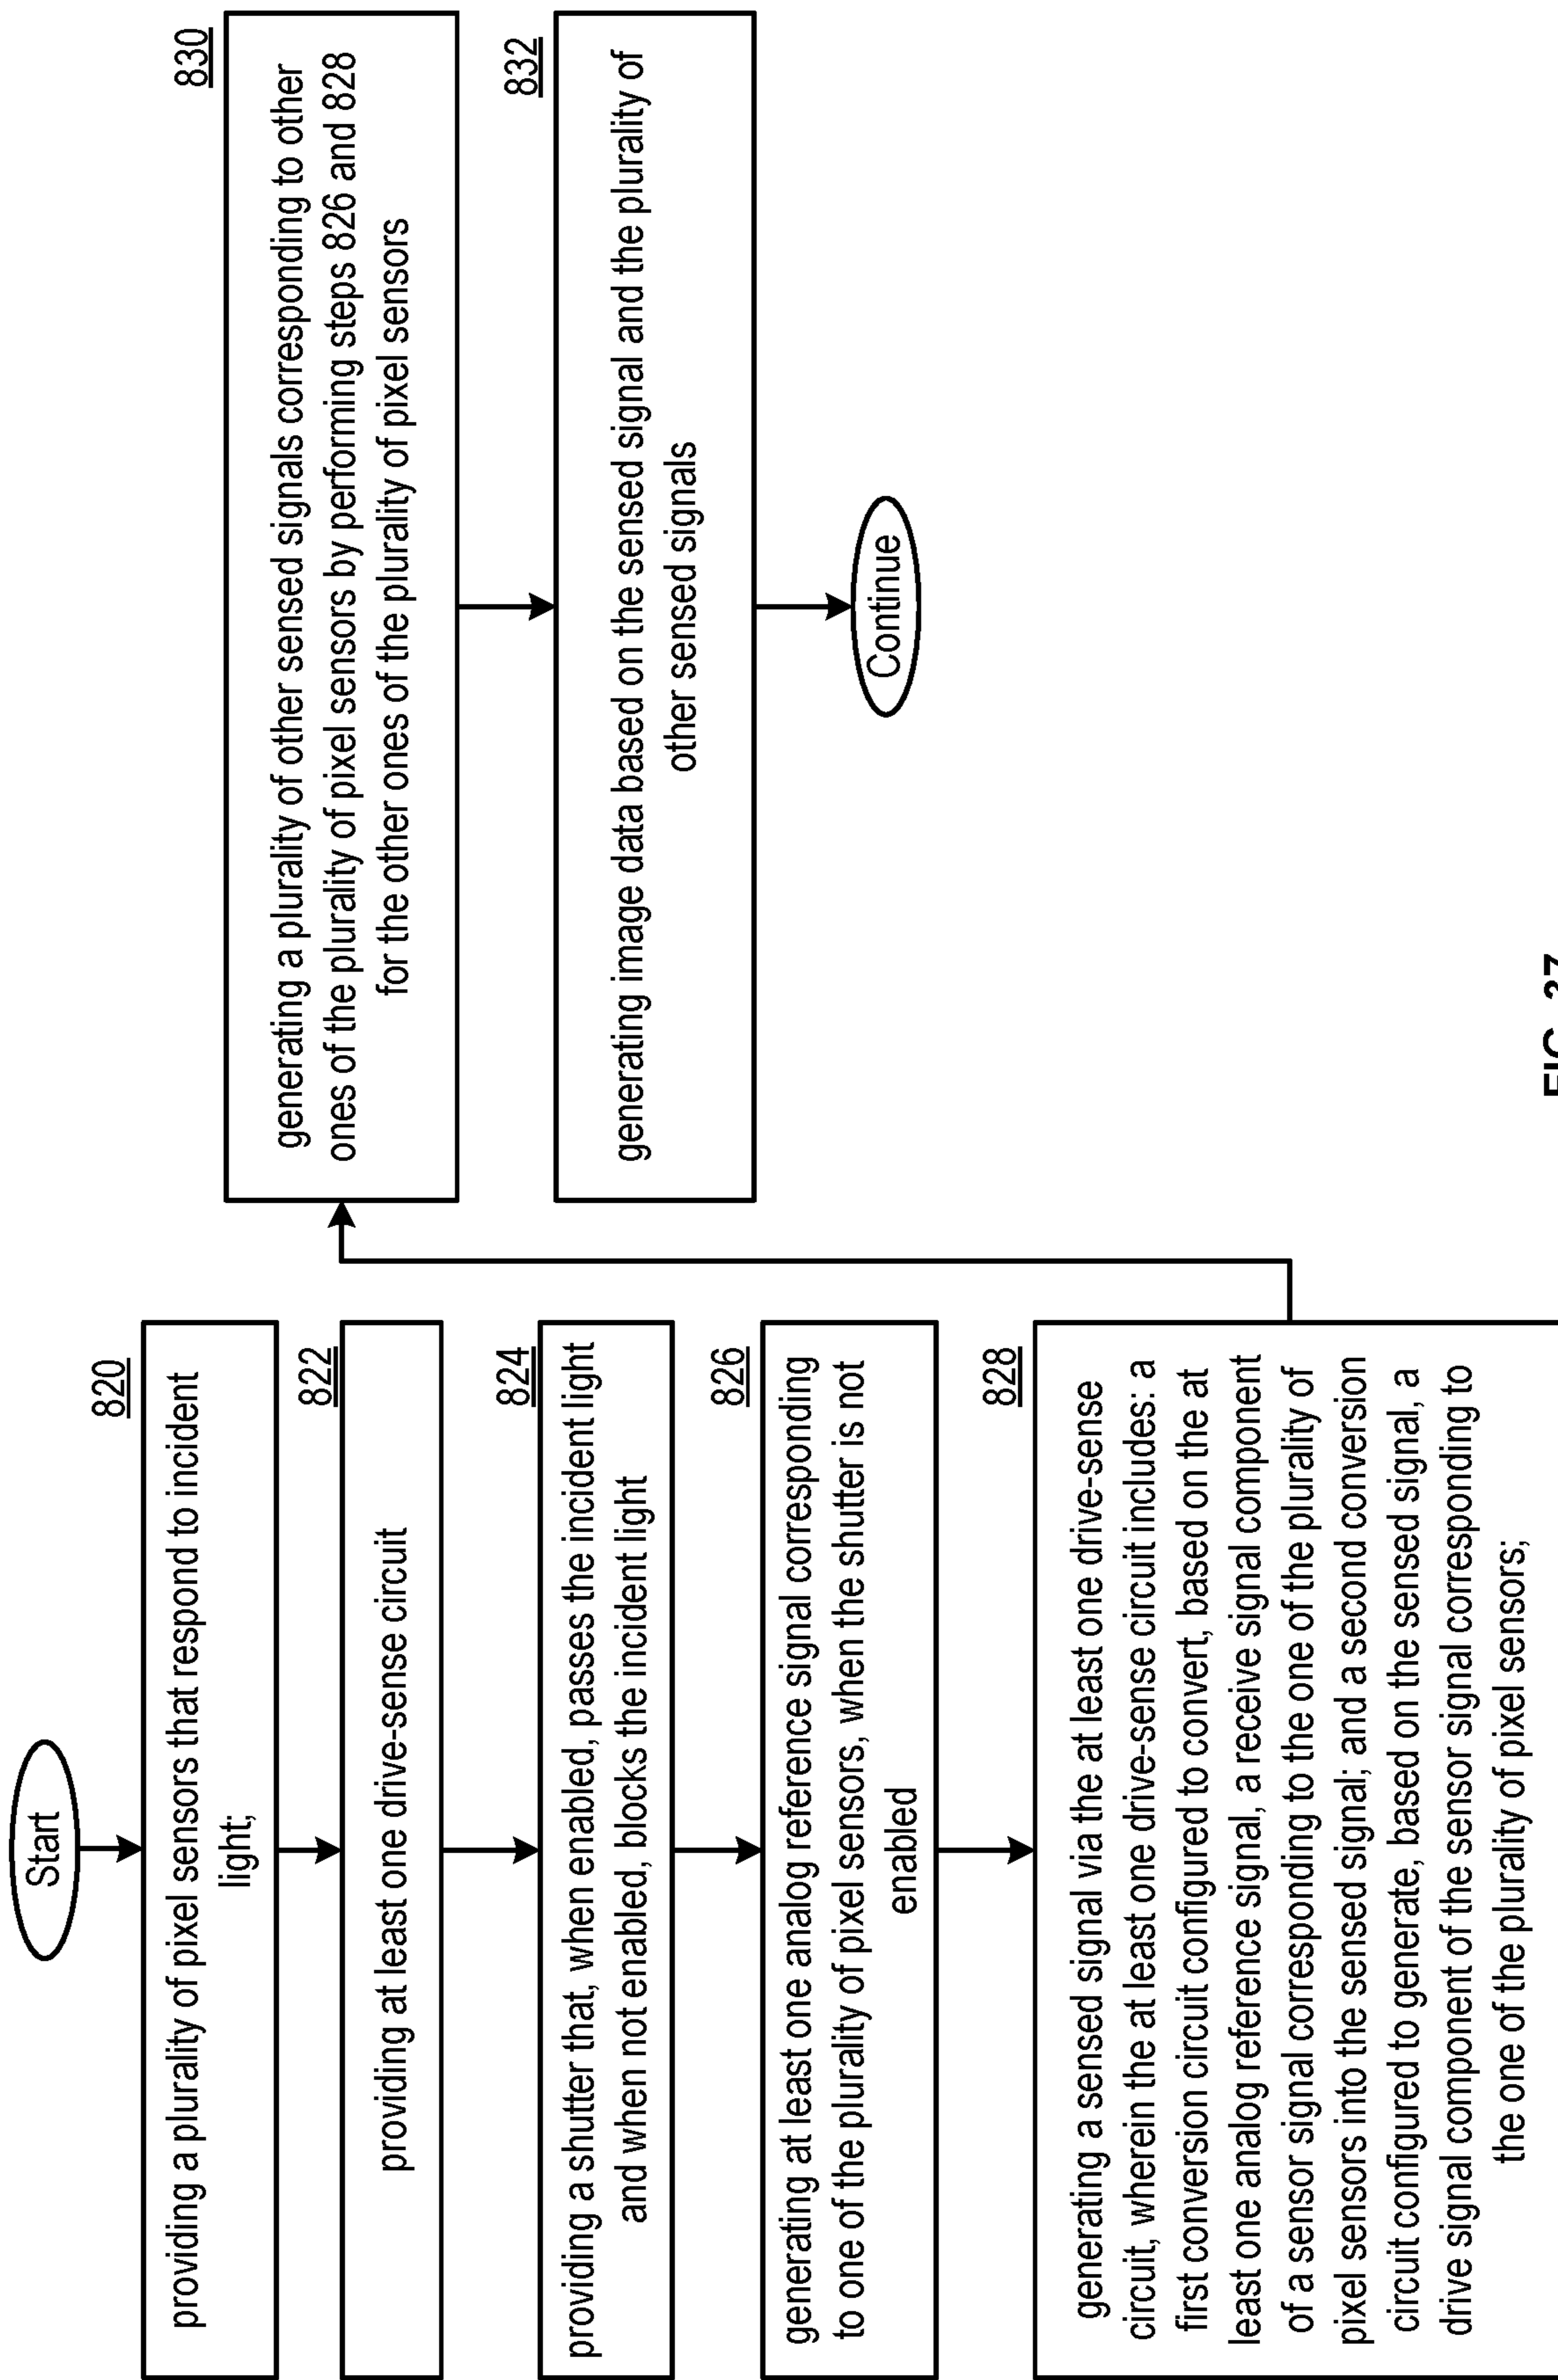 Start
820
providing a plurality of pixel sensors that respond to incident
light;
822
providing at least one drive-sense circuit
824
providing a shutter that, when enabled, passes the incident light
and when not enabled, blocks the incident light
826
generating at least one analog reference signal corresponding
to one of the plurality of pixel sensors, when the shutter is not
enabled
828
generating a sensed signal via the at least one drive-sense
circuit, wherein the at least one drive-sense circuit includes: a
first conversion circuit configured to convert, based on the at
least one analog reference signal, a receive signal component
of a sensor signal corresponding to the one of the plurality of
pixel sensors into the sensed signal; and a second conversion
circuit configured to generate, based on the sensed signal, a
drive signal component of the sensor signal corresponding to
the one of the plurality of pixel sensors;
830
generating a plurality of other sensed signals corresponding to other
ones of the plurality of pixel sensors by performing steps 826 and 828
for the other ones of the plurality of pixel sensors
832
generating image data based on the sensed signal and the plurality of
other sensed signals
Continue
FIG. 37